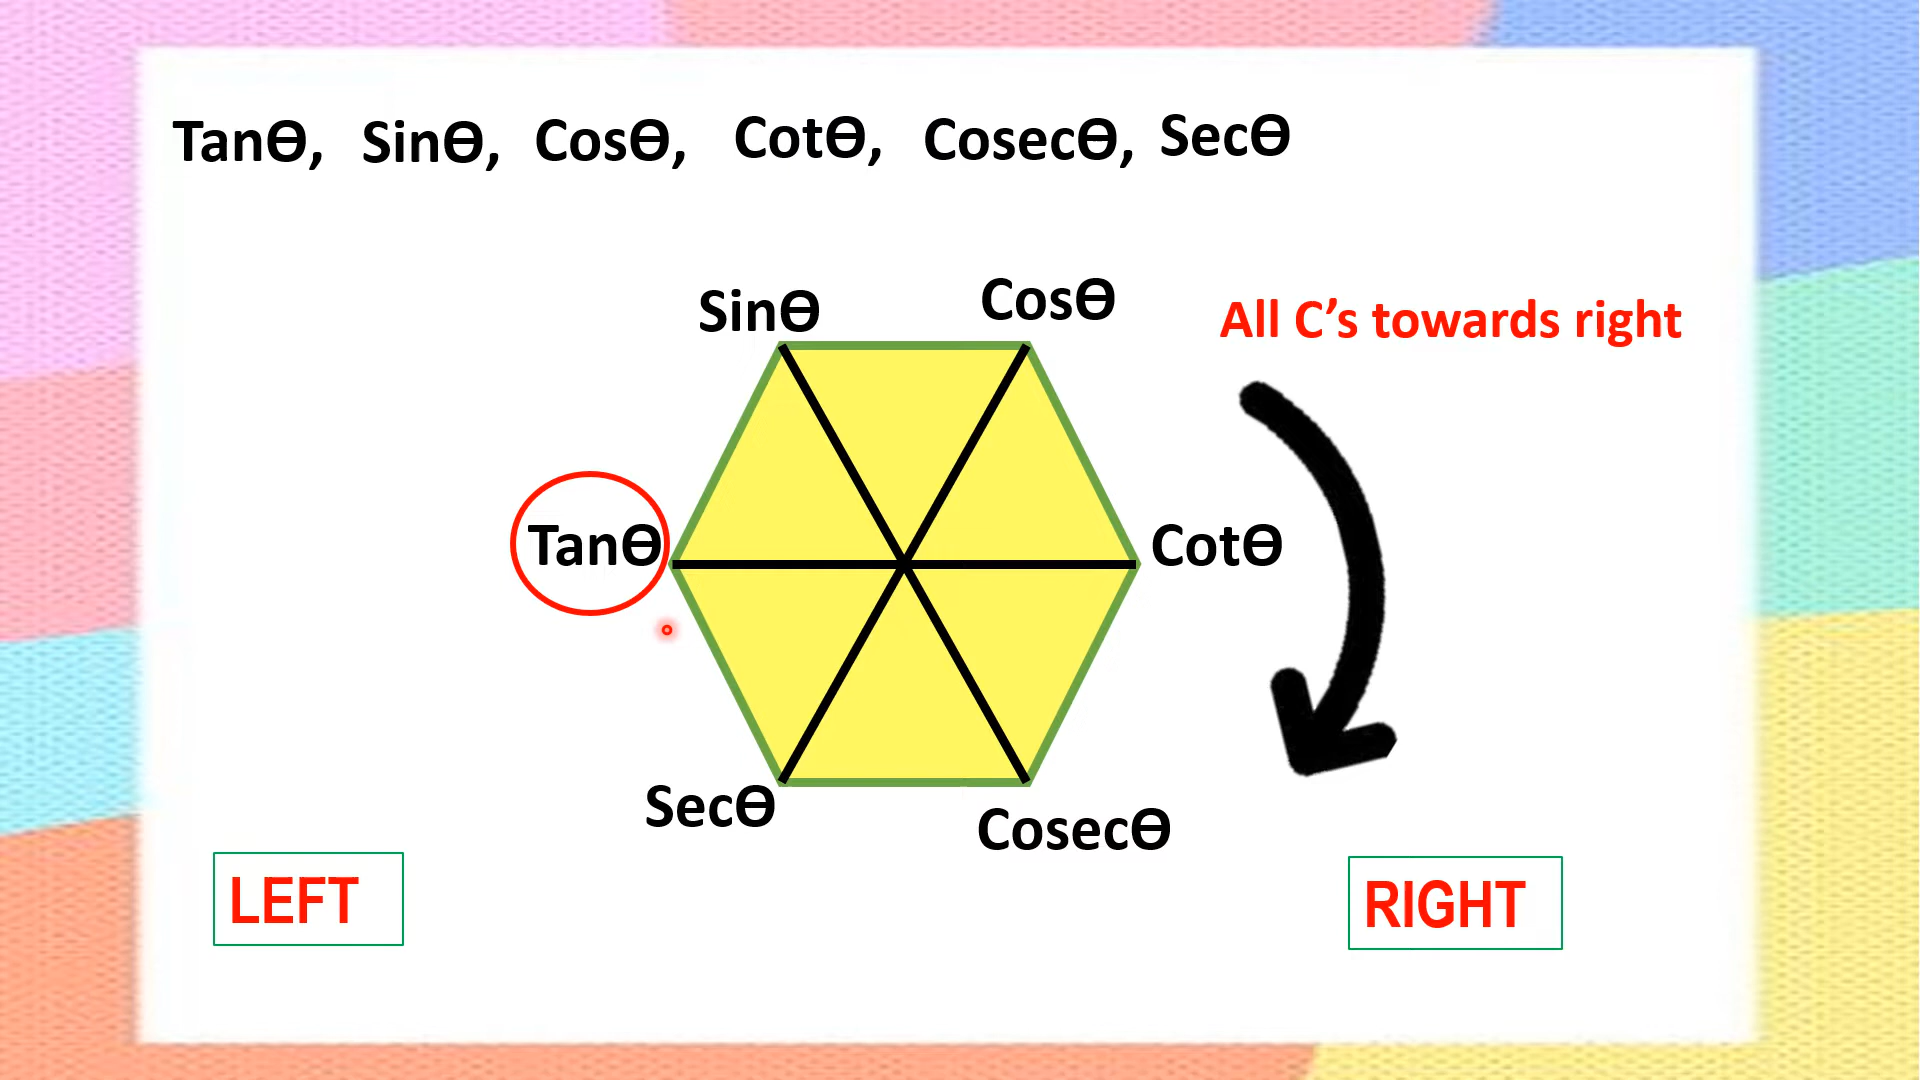 Tanϴ, Sinϴ, Cosϴ, Cotϴ, Cosecϴ, Secϴ
Sinϴ
Cosϴ
All C’s towards right
Tanϴ
Cotϴ
Secϴ
Cosecϴ
LEFT
RIGHT